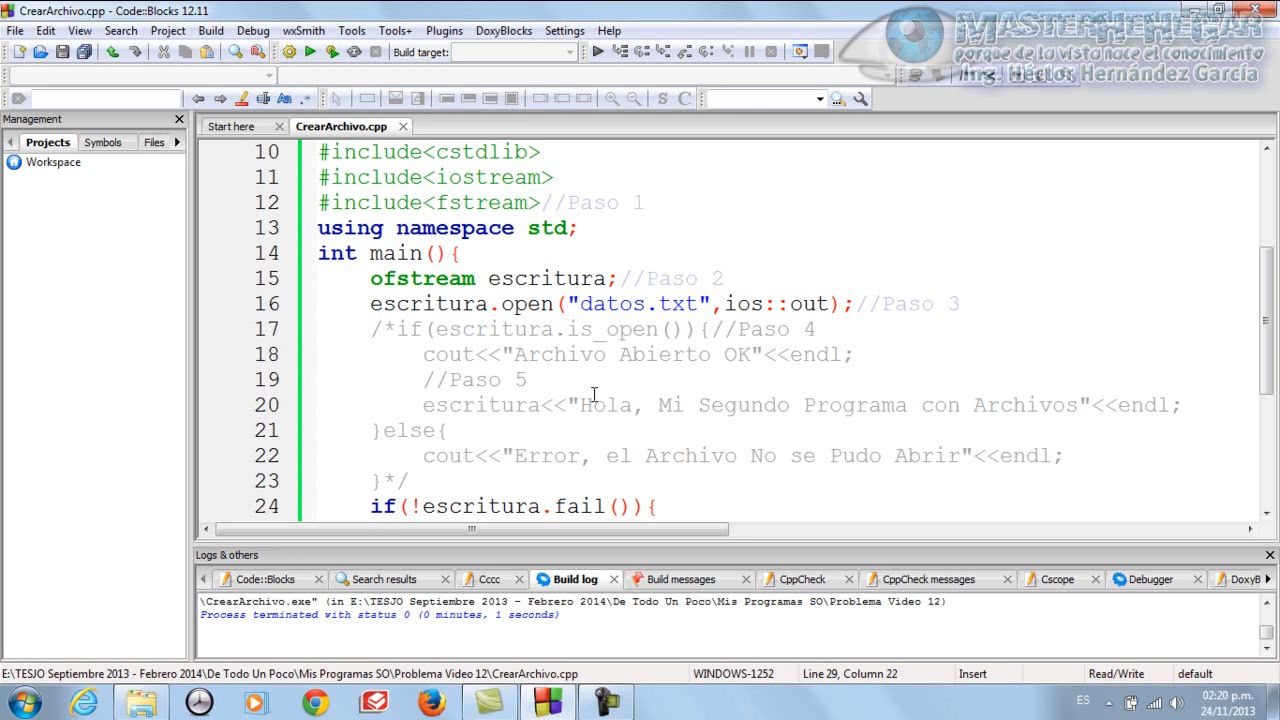 CrearArchivo.cpp - Code::Blocks 12.11
File Edit View Search Project Build Debug wxSmith Tools Tools+ Plugins DoxyBlocks Settings Help
MASTERHEHEGAR
porque de la vista nace el conocimiento
Ing. Héctor Hernández García
Build target:
Management
Projects Symbols Files
Workspace
Start here CrearArchivo.cpp
10 #include<cstdlib>
11 #include<iostream>
12 #include<fstream>//Paso 1
13 using namespace std;
14 int main(){
15 ofstream escritura;//Paso 2
16 escritura.open("datos.txt",ios::out);//Paso 3
17 /*if(escritura.is_open()){//Paso 4
18 cout<<"Archivo Abierto OK"<<endl;
19 //Paso 5
20 escritura<<"Hola, Mi Segundo Programa con Archivos"<<endl;
21 }else{
22 cout<<"Error, el Archivo No se Pudo Abrir"<<endl;
23 }*/
24 if(!escritura.fail()){
Logs & others
Code::Blocks Search results Cccc Build log Build messages CppCheck CppCheck messages Cscope Debugger DoxyB
\CrearArchivo.exe" (in E:\TESJO Septiembre 2013 - Febrero 2014\De Todo Un Poco\Mis Programas SO\Problema Video 12)
Process terminated with status 0 (0 minutes, 1 seconds)
E:\TESJO Septiembre 2013 - Febrero 2014\De Todo Un Poco\Mis Programas SO\Problema Video 12\CrearArchivo.cpp WINDOWS-1252 Line 29, Column 22 Insert Read/Write default
ES 02:20 p.m.
24/11/2013